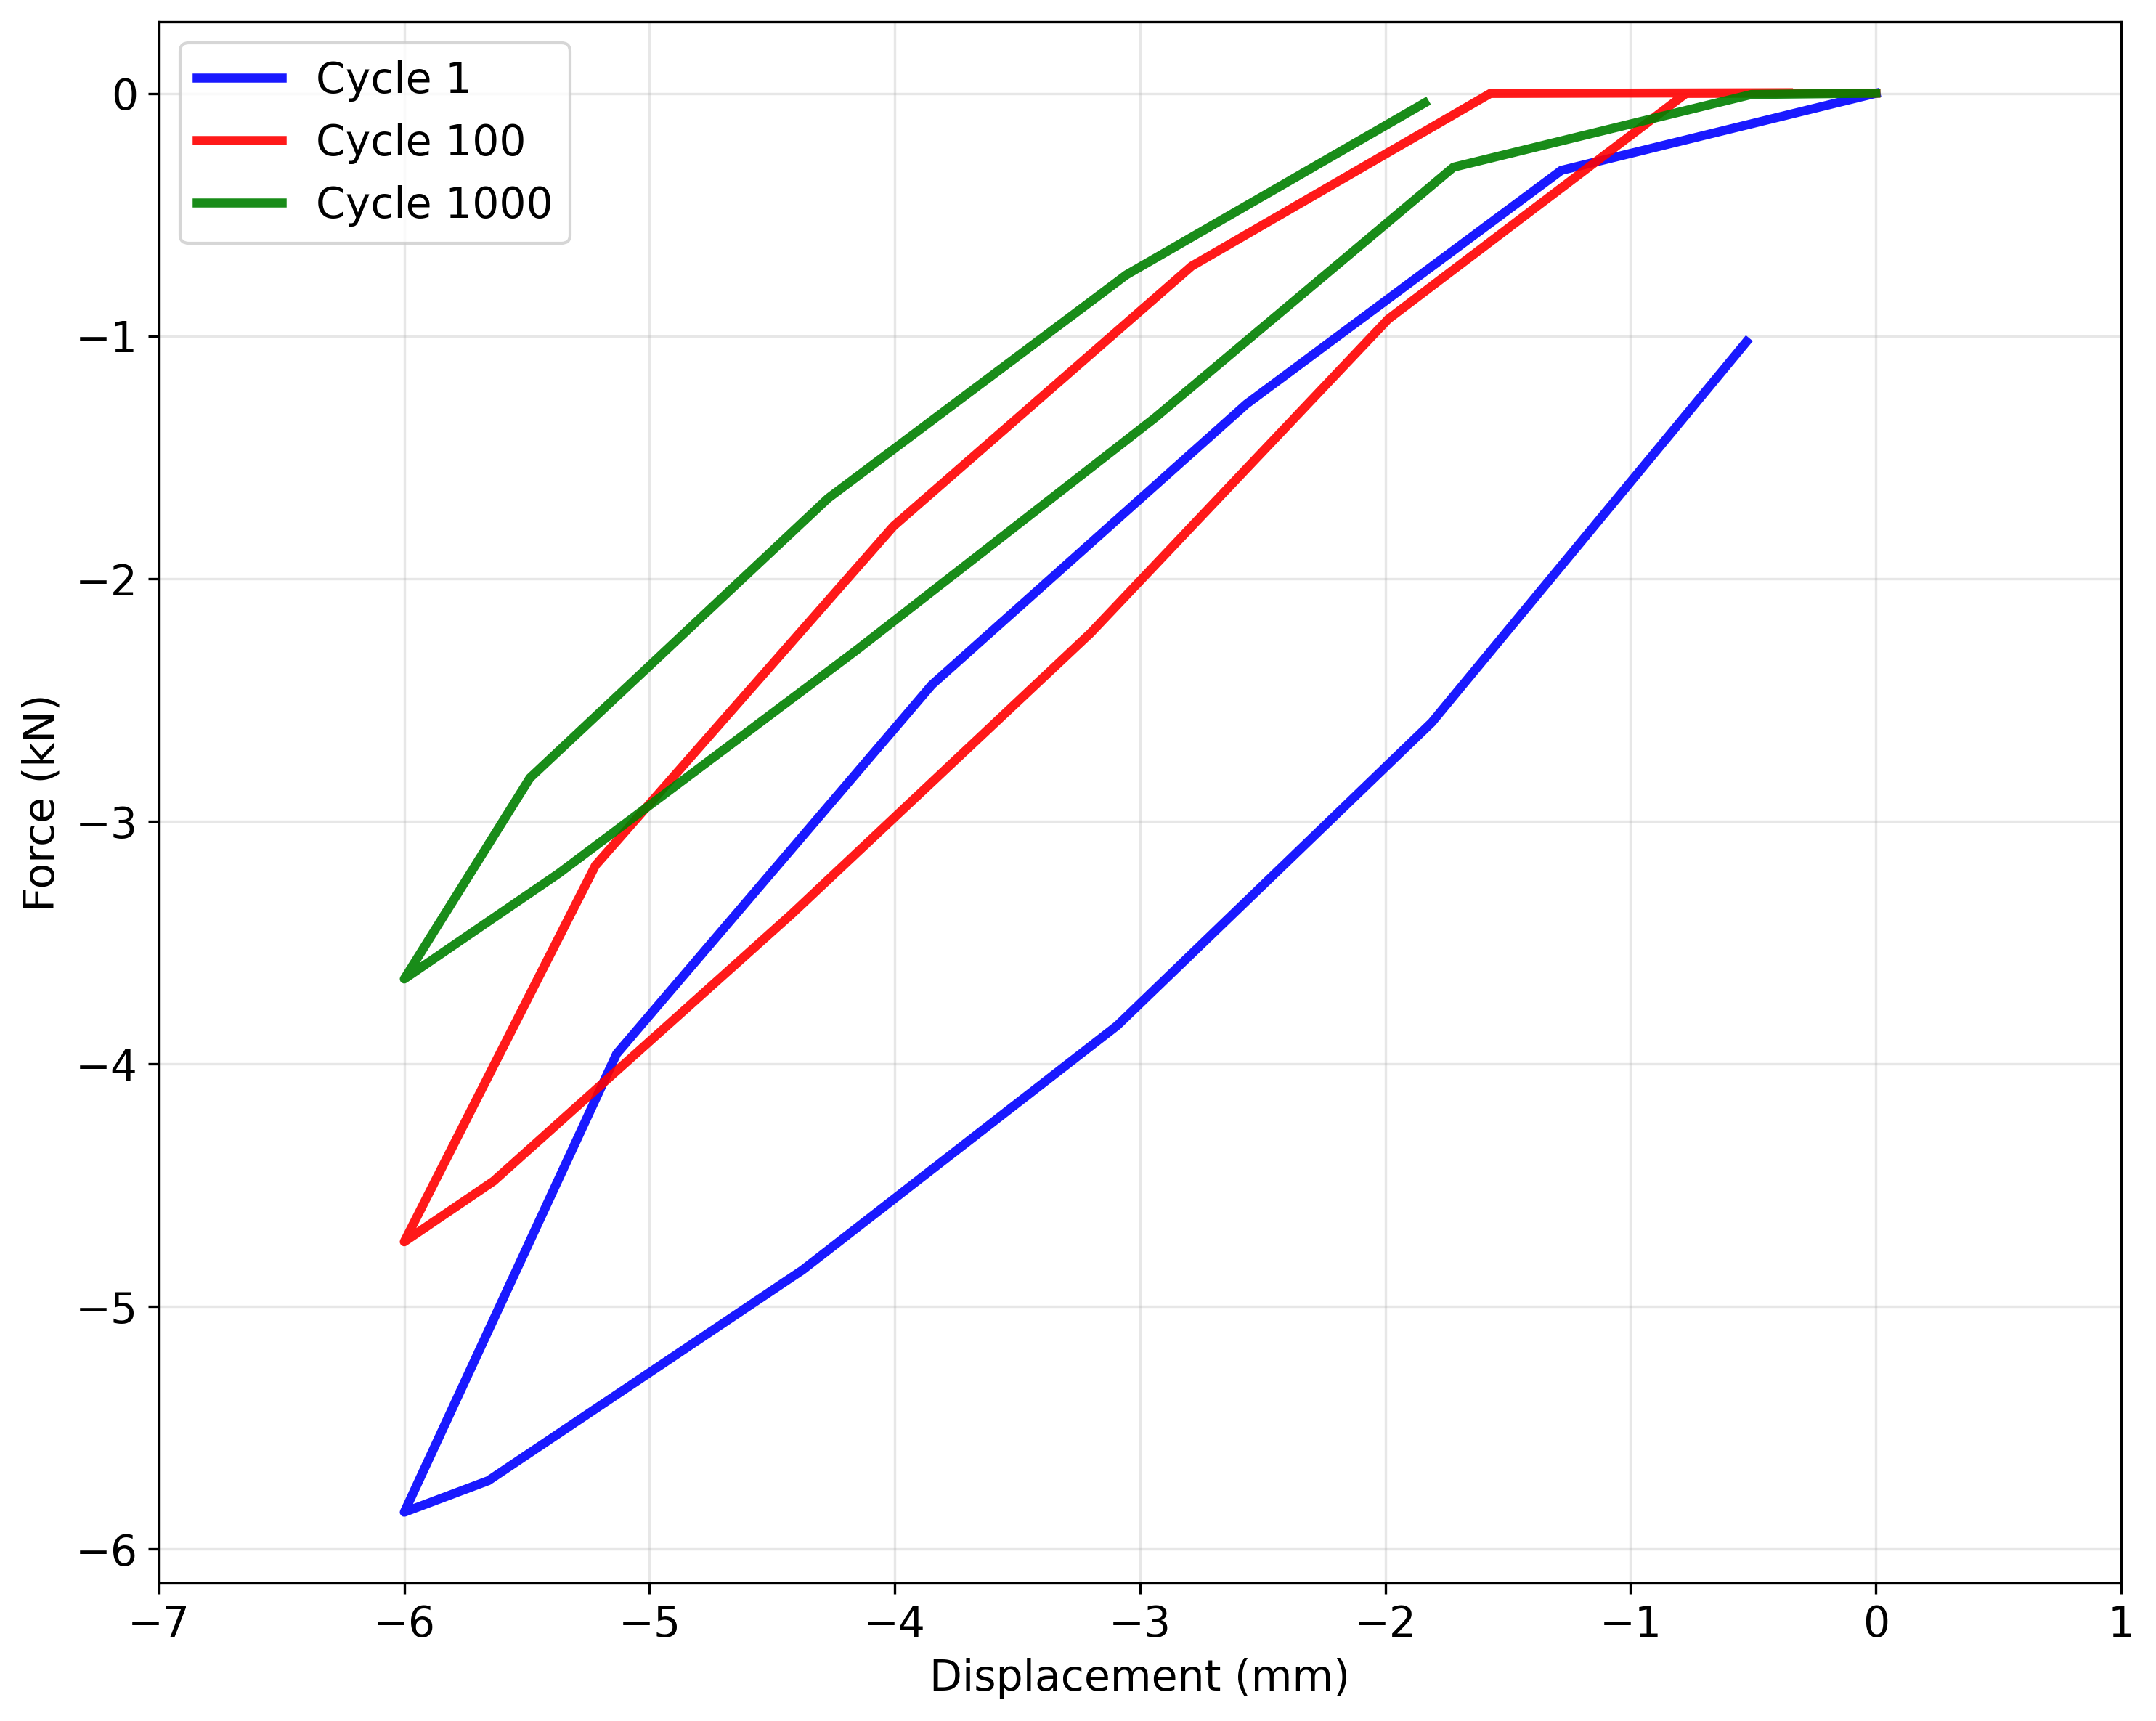 Cycle 1
Cycle 100
Cycle 1000
0
−1
−2
−3
−4
−5
−6
Force (kN)
−7 −6 −5 −4 −3 −2 −1 0 1
Displacement (mm)